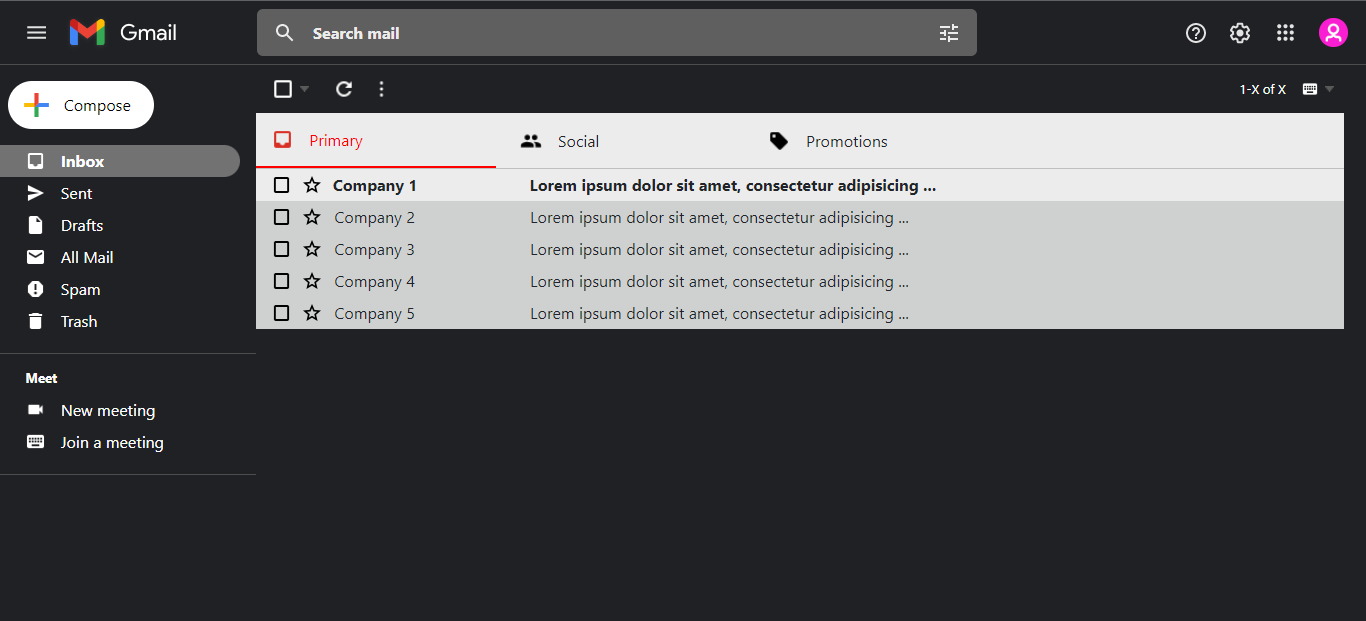 Gmail
Search mail
Compose
1-X of X
Primary
Social
Promotions
Inbox
Sent
Drafts
All Mail
Spam
Trash
Company 1 Lorem ipsum dolor sit amet, consectetur adipisicing ...
Company 2 Lorem ipsum dolor sit amet, consectetur adipisicing ...
Company 3 Lorem ipsum dolor sit amet, consectetur adipisicing ...
Company 4 Lorem ipsum dolor sit amet, consectetur adipisicing ...
Company 5 Lorem ipsum dolor sit amet, consectetur adipisicing ...
Meet
New meeting
Join a meeting